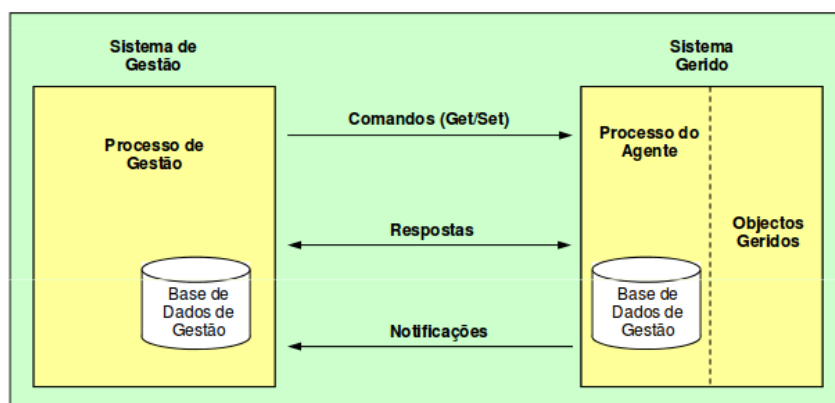 Sistema de
Gestão
Sistema
Gerido
Processo de
Gestão
Comandos (Get/Set)
Processo do
Agente
Respostas
Objectos
Geridos
Base de
Dados de
Gestão
Notificações
Base de
Dados de
Gestão